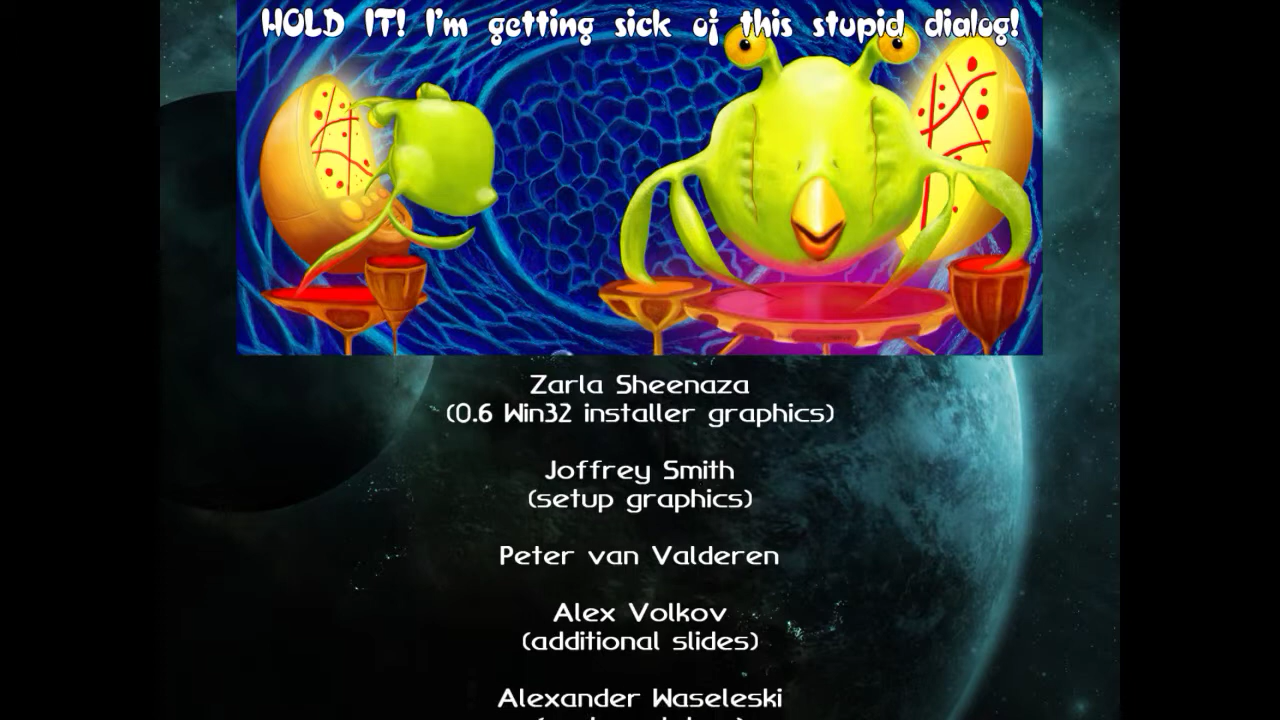 HOLD IT! I'm getting sick of this stupid dialog!
Zarla Sheenaza
(0.6 Win32 installer graphics)
Joffrey Smith
(setup graphics)
Peter van Valderen
Alex Volkov
(additional slides)
Alexander Waseleski